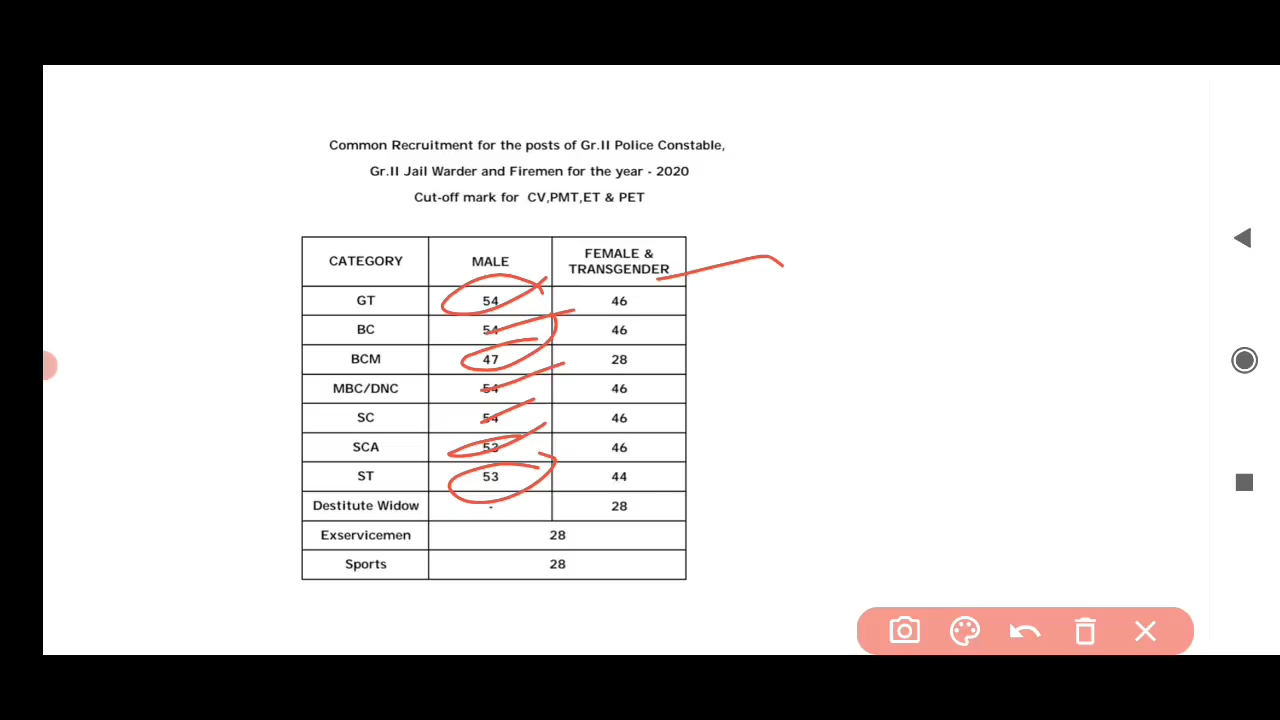 Common Recruitment for the posts of Gr.II Police Constable,
Gr.II Jail Warder and Firemen for the year - 2020
Cut-off mark for CV,PMT,ET & PET
CATEGORY MALE FEMALE & TRANSGENDER
GT 54 46
BC 54 46
BCM 47 28
MBC/DNC 54 46
SC 54 46
SCA 53 46
ST 53 44
Destitute Widow - 28
Exservicemen 28
Sports 28